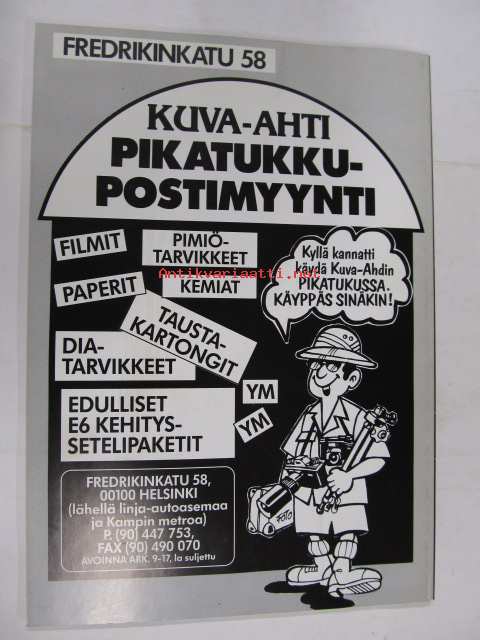 FREDRIKINKATU 58
KUVA-AHTI
PIKATUKKU-
POSTIMYYNTI
FILMIT
PIMIÖ-
TARVIKKEET
PAPERIT
KEMIAT
Antikvariaatti.net
TAUSTA-
KARTONGIT
DIA-
TARVIKKEET
YM
YM
EDULLISET
E6 KEHITYS-
SETELIPAKETIT
Kyllä kannatti
käydä Kuva-Ahdin
PIKATUKUSSA.
KÄYPPÄS SINÄKIN!
FOTO
FREDRIKINKATU 58,
00100 HELSINKI
(lähellä linja-autoasemaa
ja Kampin metroa)
P. (90) 447 753,
FAX (90) 490 070
AVOINNA ARK. 9-17, la suljettu